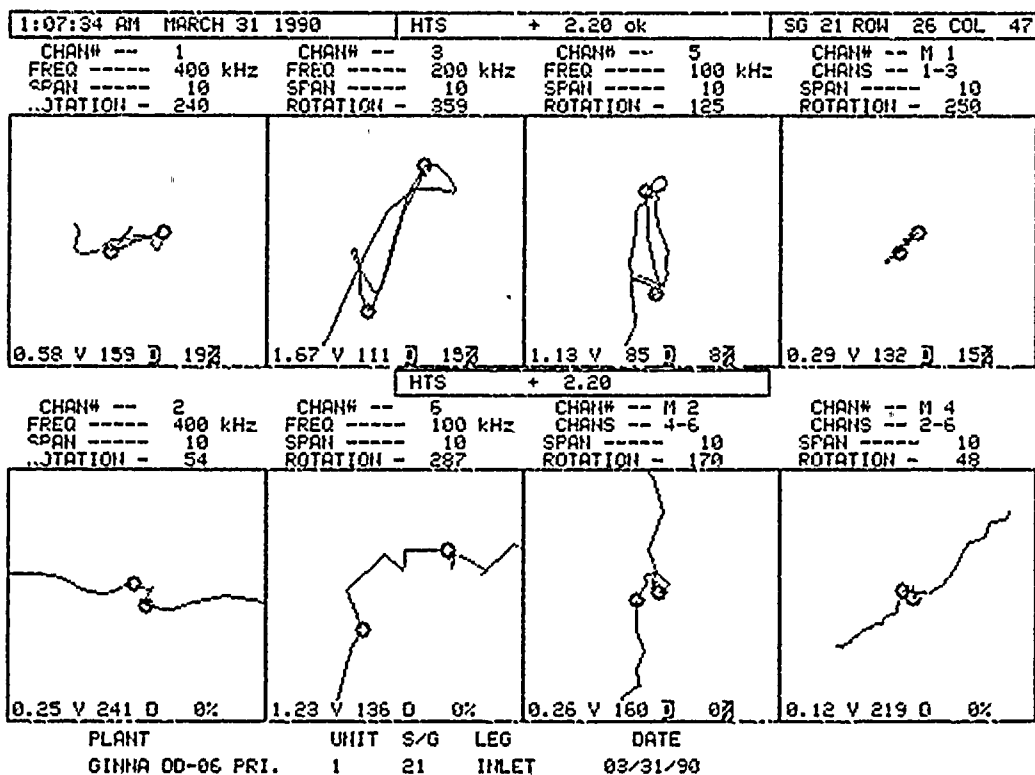 1:07:34 AM MARCH 31 1990 HTS + 2.20 ok SG 21 ROW 26 COL 47
CHAN# -- 1 CHAN# -- 3 CHAN# -- 5 CHAN# -- M 1
FREQ ----- 400 kHz FREQ ----- 200 kHz FREQ ----- 100 kHz CHANS ----- 1-3
SPAN ----- 10 SPAN ----- 10 SPAN ----- 10 SPAN ----- 10
..OTATION - 240 ROTATION - 359 ROTATION - 125 ROTATION - 250
0.58 V 159 D 19% 1.67 V 111 D 15% 1.13 V 85 D 8% 0.29 V 132 D 15%
HTS + 2.20
CHAN# -- 2 CHAN# -- 6 CHAN# -- M 2 CHAN# -- M 4
FREQ ----- 400 kHz FREQ ----- 100 kHz CHANS ----- 4-6 CHANS ----- 2-6
SPAN ----- 10 SPAN ----- 10 SPAN ----- 10 SPAN ----- 10
..OTATION - 54 ROTATION - 287 ROTATION - 170 ROTATION - 48
0.25 V 241 D 0% 1.23 V 136 D 0% 0.26 V 160 D 0% 0.12 V 219 D 0%
PLANT UNIT S/G LEG DATE
GINNA OD-06 PRI. 1 21 INLET 03/31/90